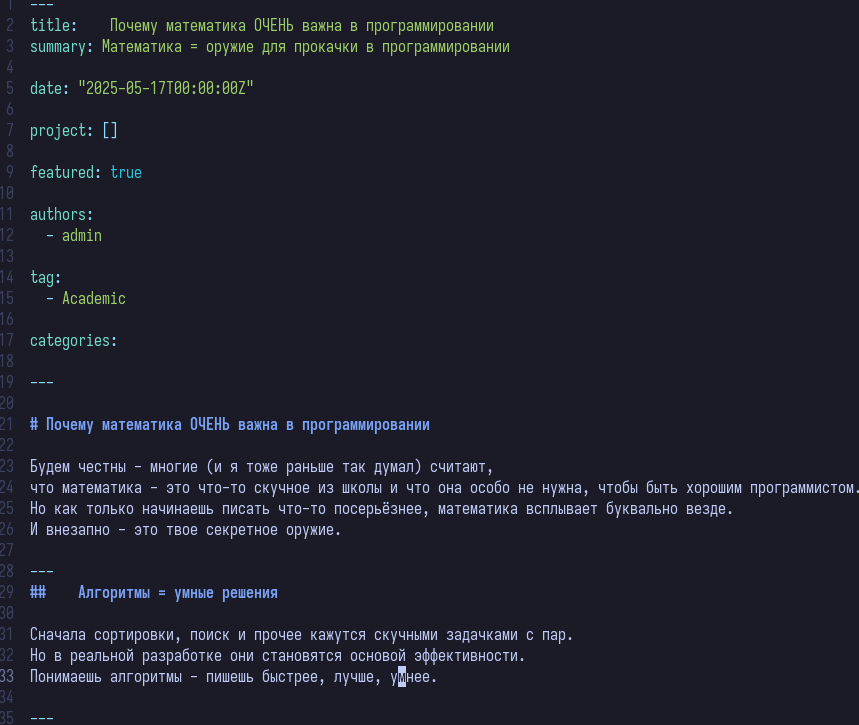 1 ---
2 title:    Почему математика ОЧЕНЬ важна в программировании
3 summary: Математика = оружие для прокачки в программировании
4
5 date: "2025-05-17T00:00:00Z"
6
7 project: []
8
9 featured: true
10
11 authors:
12   - admin
13
14 tag:
15   - Academic
16
17 categories:
18
19 ---
20
21 # Почему математика ОЧЕНЬ важна в программировании
22
23 Будем честны - многие (и я тоже раньше так думал) считают,
24 что математика - это что-то скучное из школы и что она особо не нужна, чтобы быть хорошим программистом.
25 Но как только начинаешь писать что-то посерьёзнее, математика всплывает буквально везде.
26 И внезапно - это твое секретное оружие.
27
28 ---
29 ##    Алгоритмы = умные решения
30
31 Сначала сортировки, поиск и прочее кажутся скучными задачками с пар.
32 Но в реальной разработке они становятся основой эффективности.
33 Понимаешь алгоритмы - пишешь быстрее, лучше, умнее.
34
35 ---